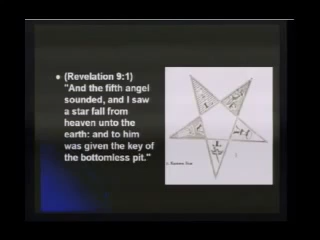 • (Revelation 9:1)
"And the fifth angel
sounded, and I saw
a star fall from
heaven unto the
earth: and to him
was given the key of
the bottomless pit."